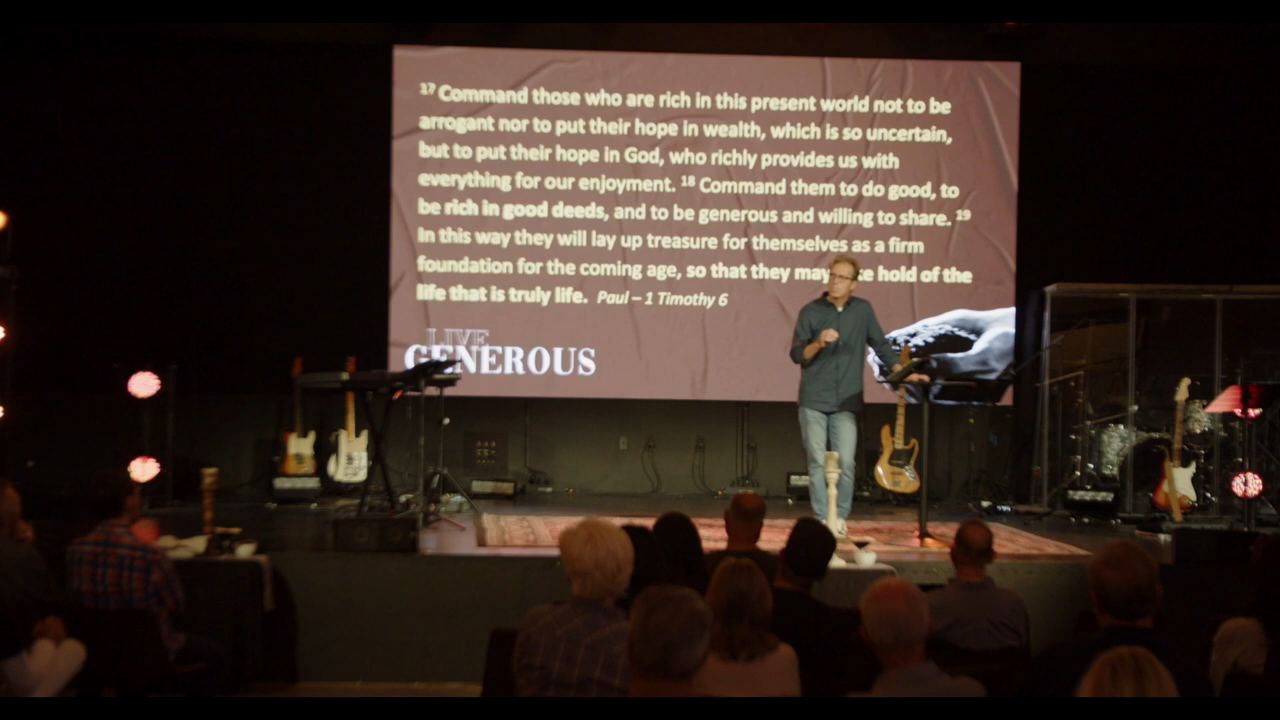 17 Command those who are rich in this present world not to be
arrogant nor to put their hope in wealth, which is so uncertain,
but to put their hope in God, who richly provides us with
everything for our enjoyment. 18 Command them to do good, to
be rich in good deeds, and to be generous and willing to share. 19
In this way they will lay up treasure for themselves as a firm
foundation for the coming age, so that they may hold of the
life that is truly life. Paul – 1 Timothy 6
LIVE
GENEROUS